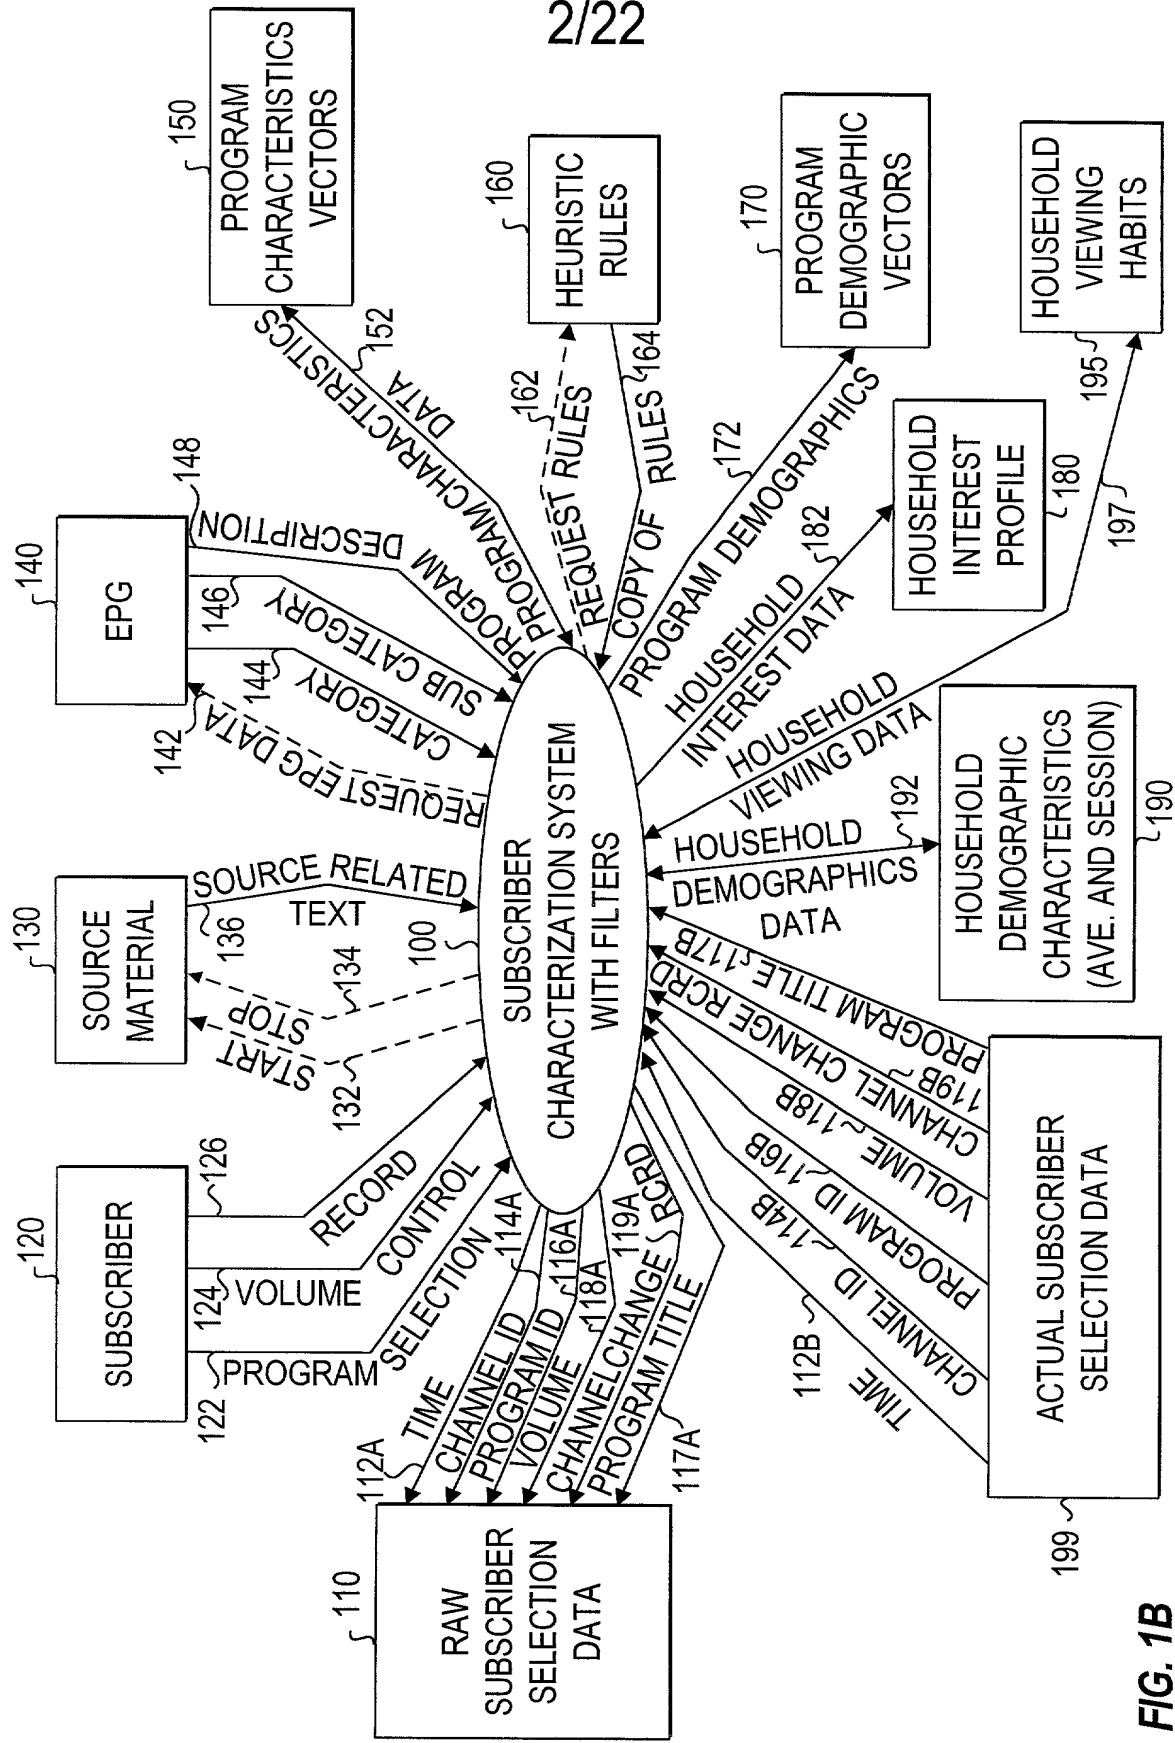 2/22
120
SUBSCRIBER
122
PROGRAM
SELECTION
124
VOLUME
CONTROL
126
RECORD
130
SOURCE
MATERIAL
132
START
134
STOP
136
SOURCE RELATED
TEXT
140
EPG
142
REQUEST EPG DATA
144
CATEGORY
146
SUB CATEGORY
148
PROGRAM DESCRIPTION
150
PROGRAM
CHARACTERISTICS
VECTORS
152
PROGRAM CHARACTERISTICS
PROGRAM
DATA
160
HEURISTIC
RULES
162
REQUEST RULES
164
COPY OF RULES
170
PROGRAM
DEMOGRAPHIC
VECTORS
172
PROGRAM DEMOGRAPHICS
180
HOUSEHOLD
INTEREST
PROFILE
182
HOUSEHOLD
INTEREST DATA
195
HOUSEHOLD
VIEWING
HABITS
197
HOUSEHOLD
VIEWING DATA
190
HOUSEHOLD
DEMOGRAPHIC
CHARACTERISTICS
(AVE. AND SESSION)
192
HOUSEHOLD
DEMOGRAPHICS
DATA
100
SUBSCRIBER
CHARACTERIZATION SYSTEM
WITH FILTERS
110
RAW
SUBSCRIBER
SELECTION
DATA
112A
TIME
114A
CHANNEL ID
116A
PROGRAM ID
118A
VOLUME
119A
CHANNEL CHANGE RCRD
117A
PROGRAM TITLE
199
ACTUAL SUBSCRIBER
SELECTION DATA
112B
TIME
CHANNEL ID 114B
PROGRAM ID 116B
VOLUME 118B
CHANNEL CHANGE RCRD
119B
PROGRAM TITLE 117B
FIG. 1B